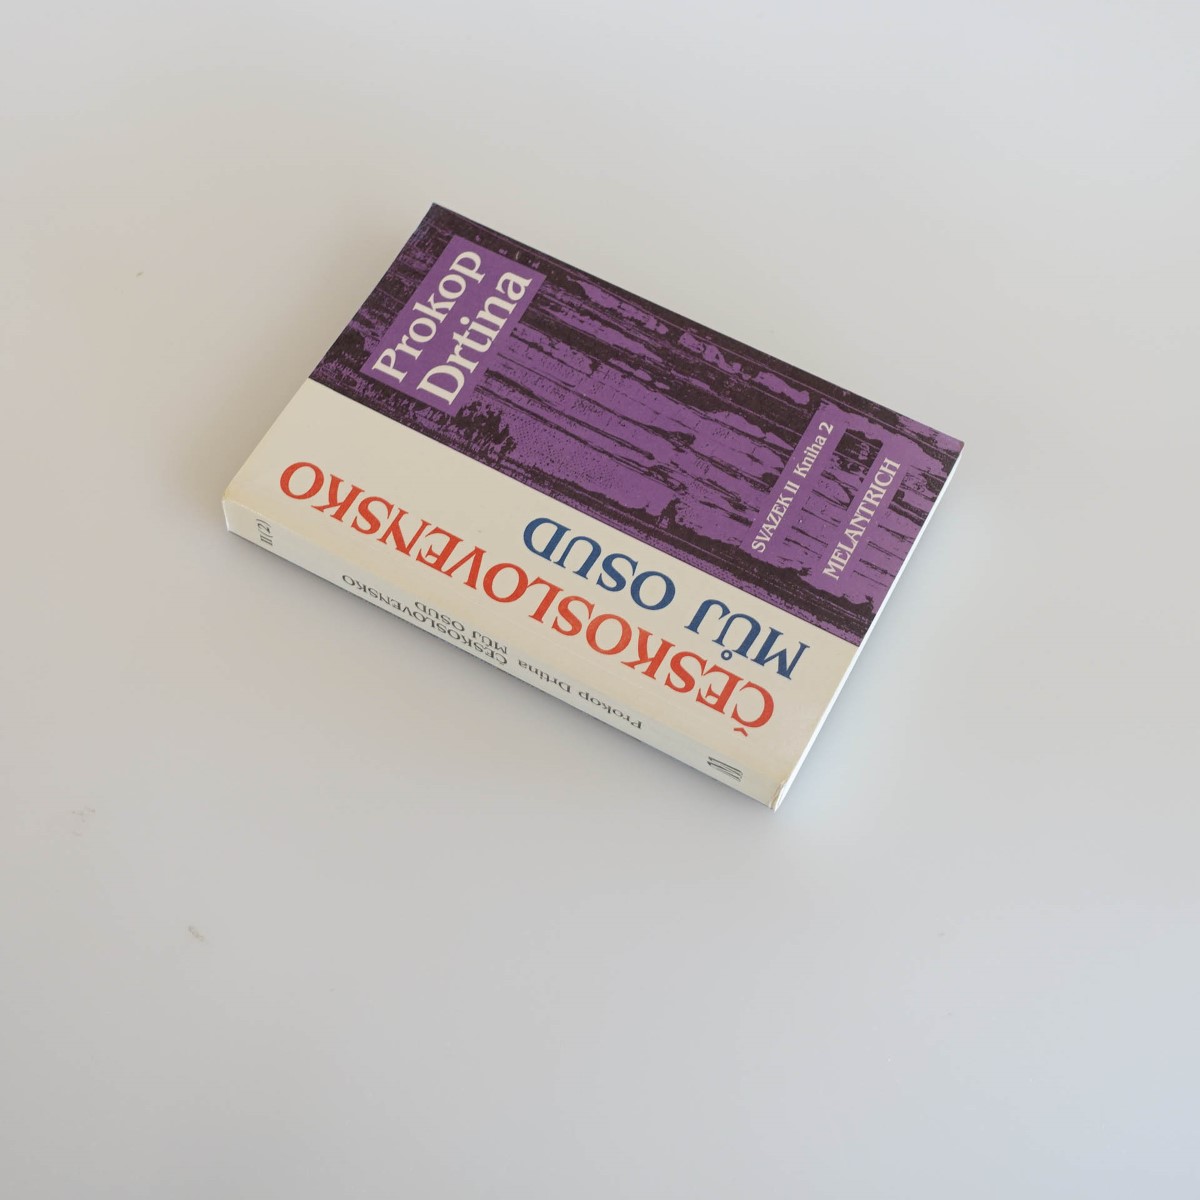 Prokop
Drtina
ČESKOSLOVENSKO
MŮJ OSUD
SVAZEK II Kniha 2
MELANTRICH
Prokop Drtina
ČESKOSLOVENSKO
MŮJ OSUD
II(2)